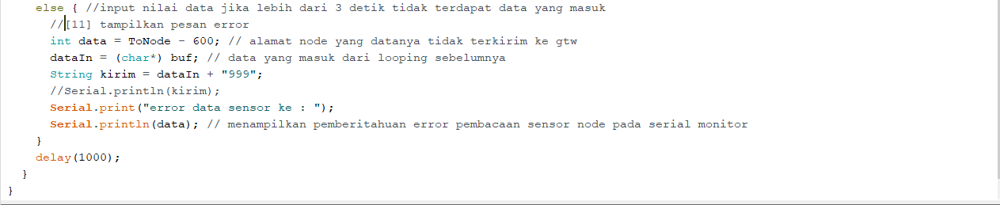 else { //input nilai data jika lebih dari 3 detik tidak terdapat data yang masuk
//[11] tampilkan pesan error
int data = ToNode - 600; // alamat node yang datanya tidak terkirim ke gtw
dataIn = (char*) buf; // data yang masuk dari looping sebelumnya
String kirim = dataIn + "999";
//Serial.println(kirim);
Serial.print("error data sensor ke : ");
Serial.println(data); // menampilkan pemberitahuan error pembacaan sensor node pada serial monitor
}
delay(1000);
}
}